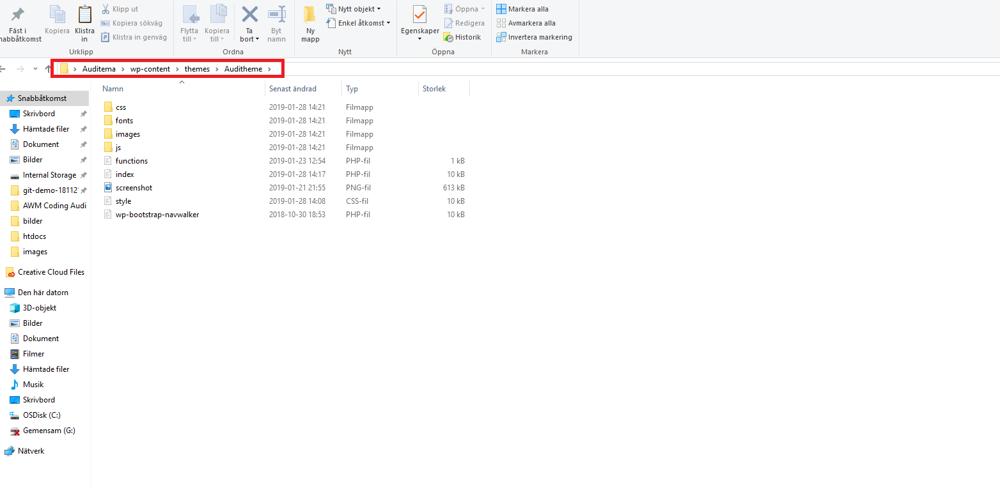 Fäst i
nabbåtkomst
Kopiera
Klistra
in
Klipp ut
Kopiera sökväg
Klistra in genväg
Urklipp
Flytta
till
Kopiera
till
Ta
bort
Byt
namn
Ordna
Ny
mapp
Nytt objekt
Enkel åtkomst
Nytt
Egenskaper
Öppna
Redigera
Historik
Öppna
Markera alla
Avmarkera alla
Invertera markering
Markera
Auditema > wp-content > themes > Auditheme >
Namn Senast ändrad Typ Storlek
css 2019-01-28 14:21 Filmapp
fonts 2019-01-28 14:21 Filmapp
images 2019-01-28 14:21 Filmapp
js 2019-01-28 14:21 Filmapp
functions 2019-01-23 12:54 PHP-fil 1 kB
index 2019-01-28 14:17 PHP-fil 10 kB
screenshot 2019-01-21 21:55 PNG-fil 613 kB
style 2019-01-28 14:08 CSS-fil 10 kB
wp-bootstrap-navwalker 2018-10-30 18:53 PHP-fil 10 kB
Snabbåtkomst
Skrivbord
Hämtade filer
Dokument
Bilder
Internal Storage
git-demo-18112
AWM Coding Audi
bilder
htdocs
images
Creative Cloud Files
Den här datorn
3D-objekt
Bilder
Dokument
Filmer
Hämtade filer
Musik
Skrivbord
OSDisk (C:)
Gemensam (G:)
Nätverk